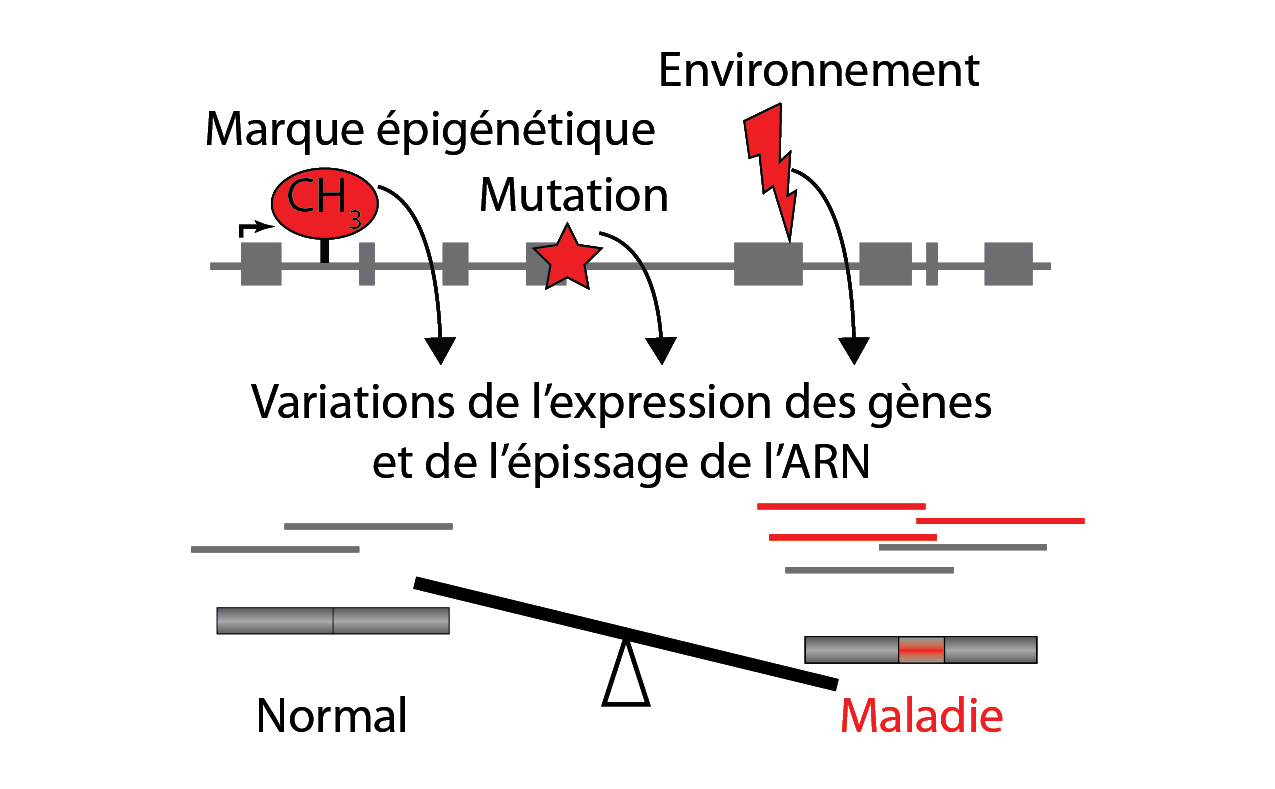 Environnement
Marque épigénétique
CH3
Mutation
Variations de l'expression des gènes
et de l'épissage de l'ARN
Normal
Maladie